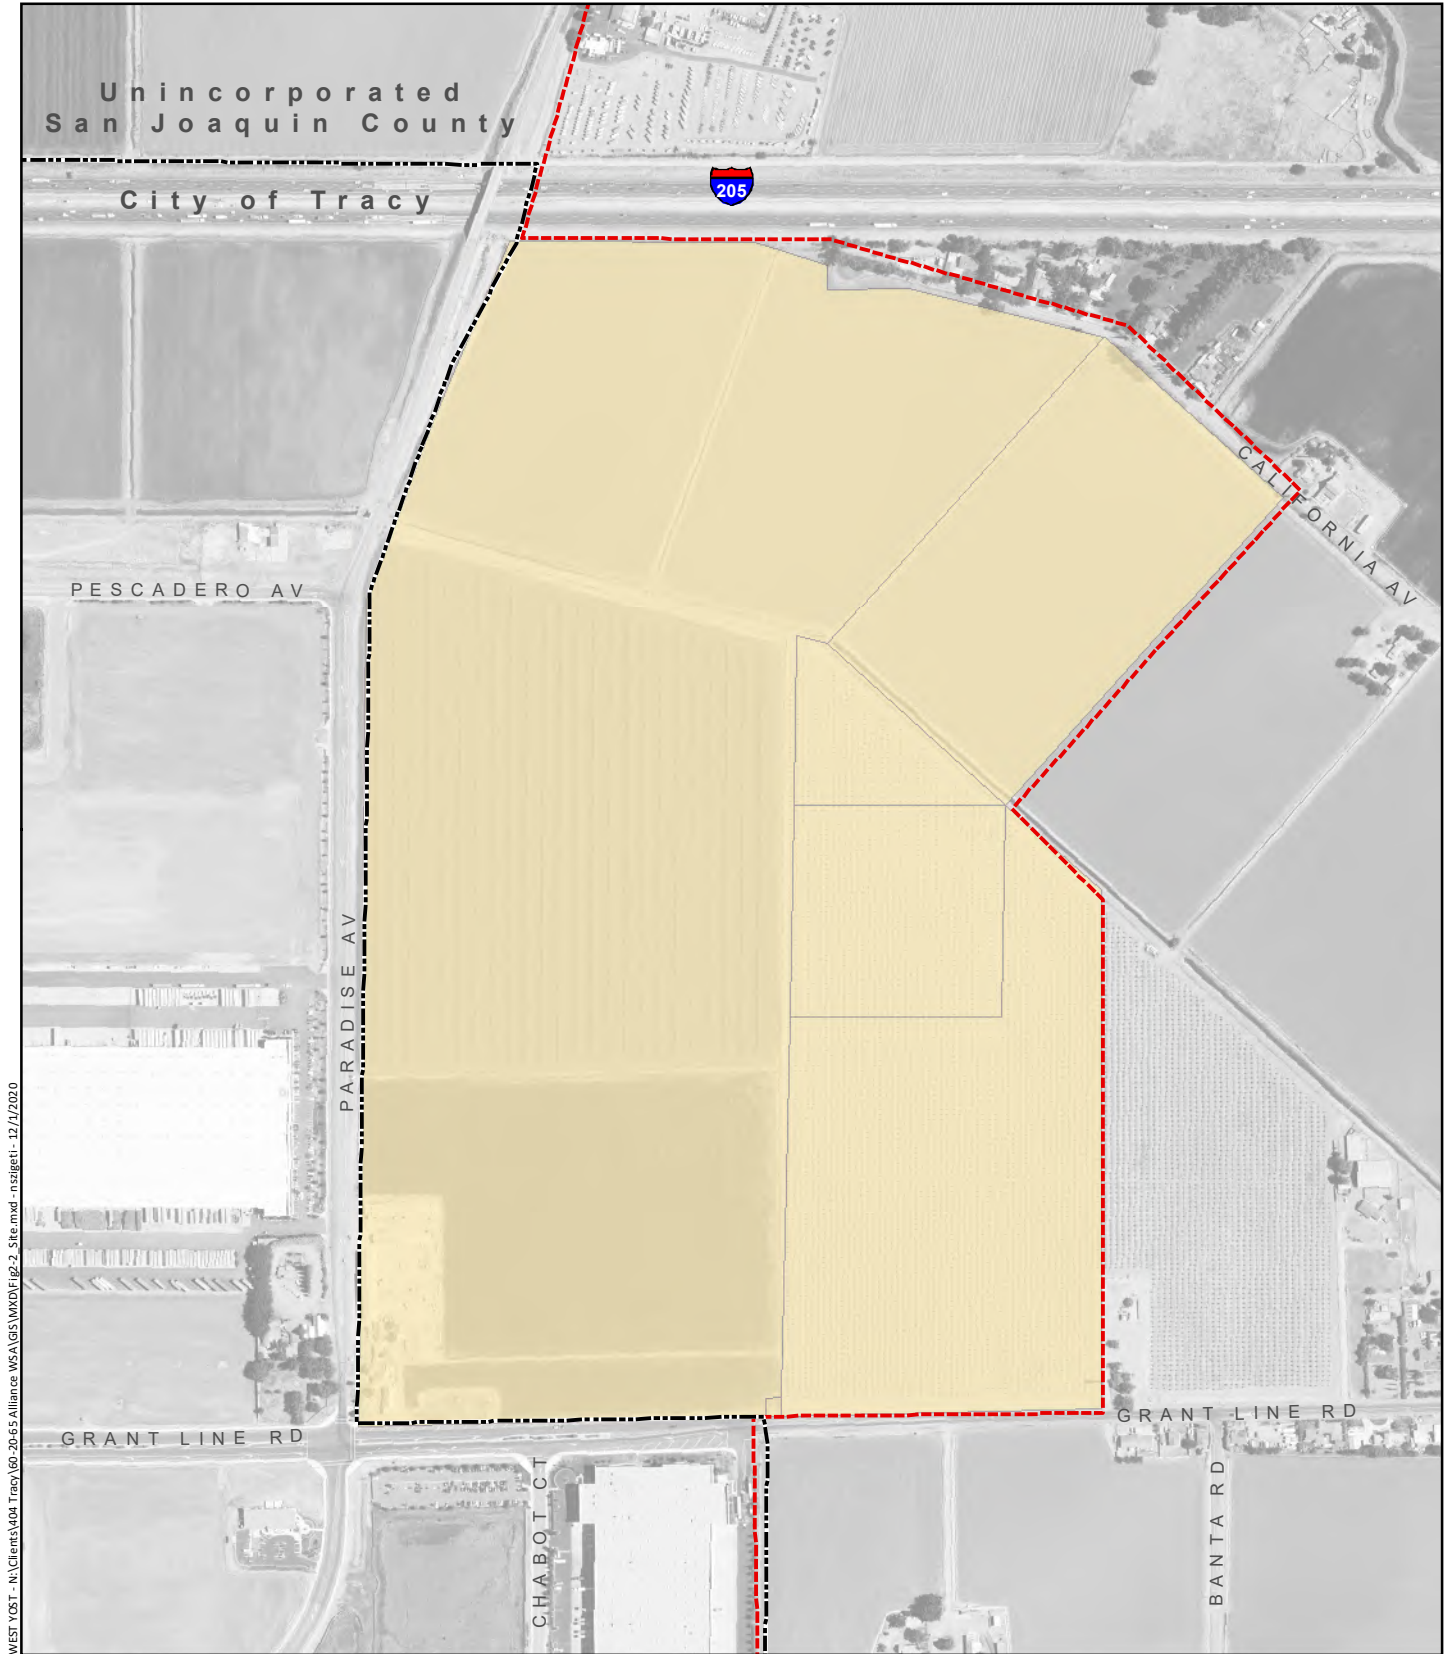 Unincorporated
San Joaquin County
City of Tracy
205
CALIFORNIA AV
PESCADERO AV
PARADISE AV
GRANT LINE RD
GRANT LINE RD
CHABOT CT
BANTA RD
WEST YOST - N:\Clients\404 Tracy\60-20-65 Alliance WSA\GIS\MXD\Fig2-2_Site.mxd - nszigeti - 12/1/2020